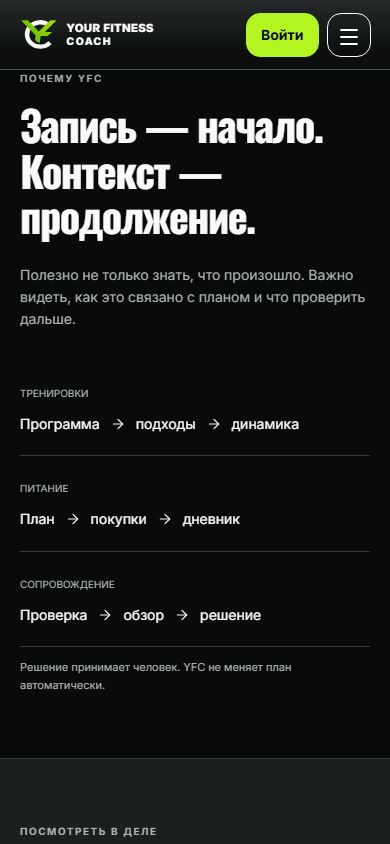 YOUR FITNESS
COACH
Войти
ПОЧЕМУ YFC
Запись — начало.
Контекст —
продолжение.
Полезно не только знать, что произошло. Важно
видеть, как это связано с планом и что проверить
дальше.
ТРЕНИРОВКИ
Программа → подходы → динамика
ПИТАНИЕ
План → покупки → дневник
СОПРОВОЖДЕНИЕ
Проверка → обзор → решение
Решение принимает человек. YFC не меняет план
автоматически.
ПОСМОТРЕТЬ В ДЕЛЕ